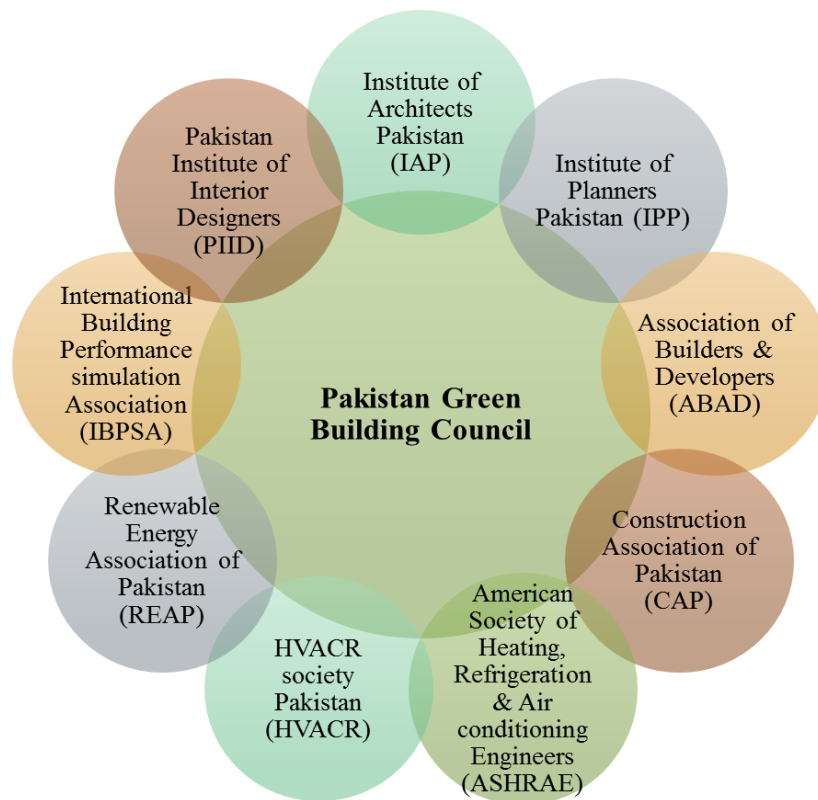 Institute of
Architects
Pakistan
(IAP)
Institute of
Planners
Pakistan (IPP)
Association of
Builders &
Developers
(ABAD)
Construction
Association of
Pakistan
(CAP)
American
Society of
Heating,
Refrigeration
& Air
conditioning
Engineers
(ASHRAE)
HVACR
society
Pakistan
(HVACR)
Renewable
Energy
Association of
Pakistan
(REAP)
International
Building
Performance
simulation
Association
(IBPSA)
Pakistan
Institute of
Interior
Designers
(PIID)
Pakistan Green
Building Council